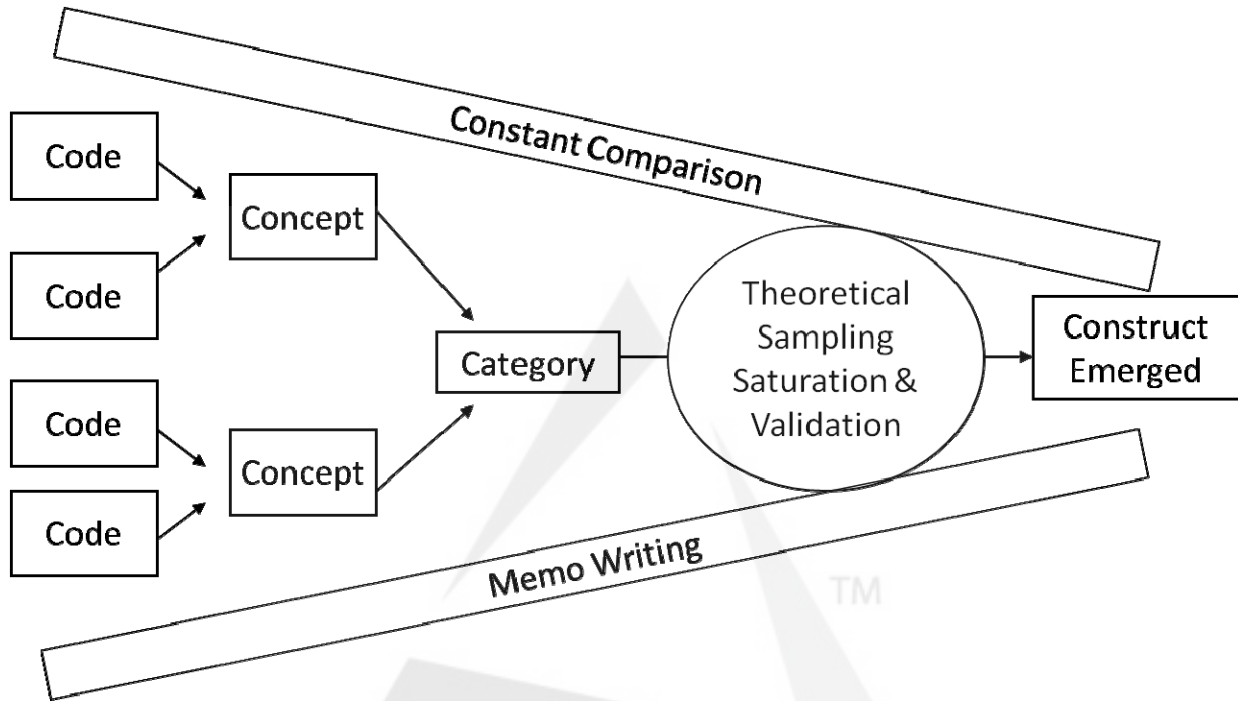 Constant Comparison
Code
Code
Concept
Code
Code
Concept
Category
Theoretical
Sampling
Saturation &
Validation
Construct
Emerged
Memo Writing
TM